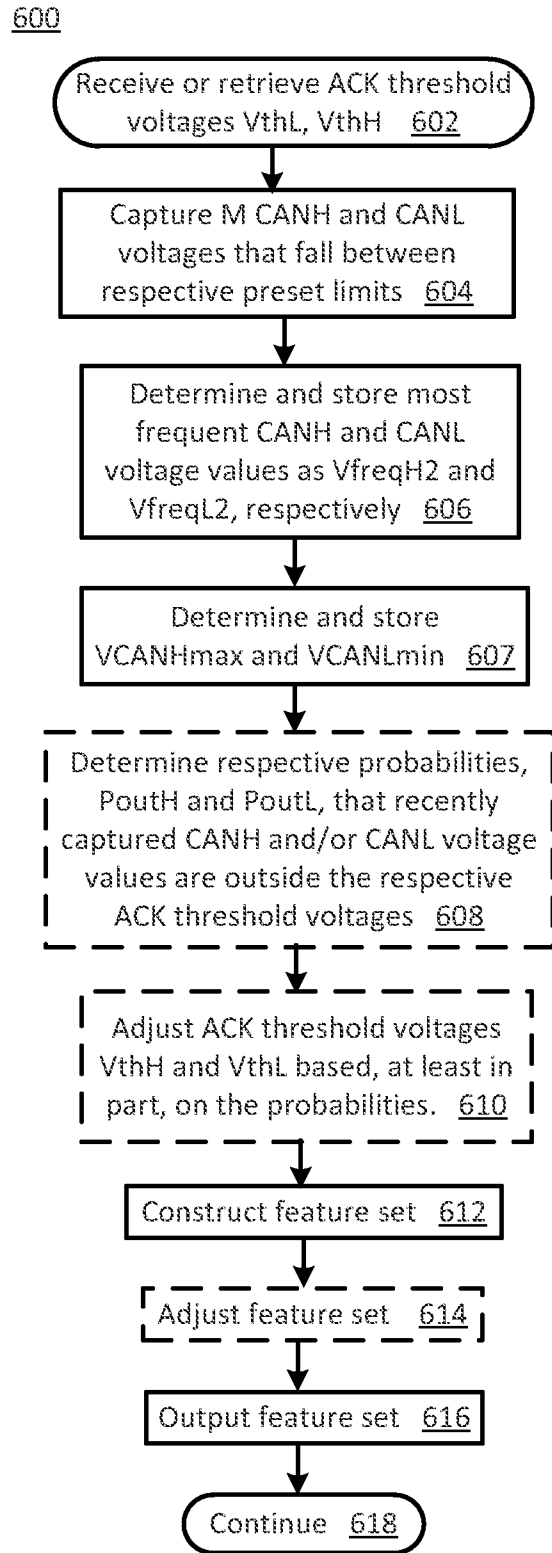 600
Receive or retrieve ACK threshold
voltages VthL, VthH 602
Capture M CANH and CANL
voltages that fall between
respective preset limits 604
Determine and store most
frequent CANH and CANL
voltage values as VfreqH2 and
VfreqL2, respectively 606
Determine and store
VCANHmax and VCANLmin 607
Determine respective probabilities,
PoutH and PoutL, that recently
captured CANH and/or CANL voltage
values are outside the respective
ACK threshold voltages 608
Adjust ACK threshold voltages
VthH and VthL based, at least in
part, on the probabilities. 610
Construct feature set 612
Adjust feature set 614
Output feature set 616
Continue 618